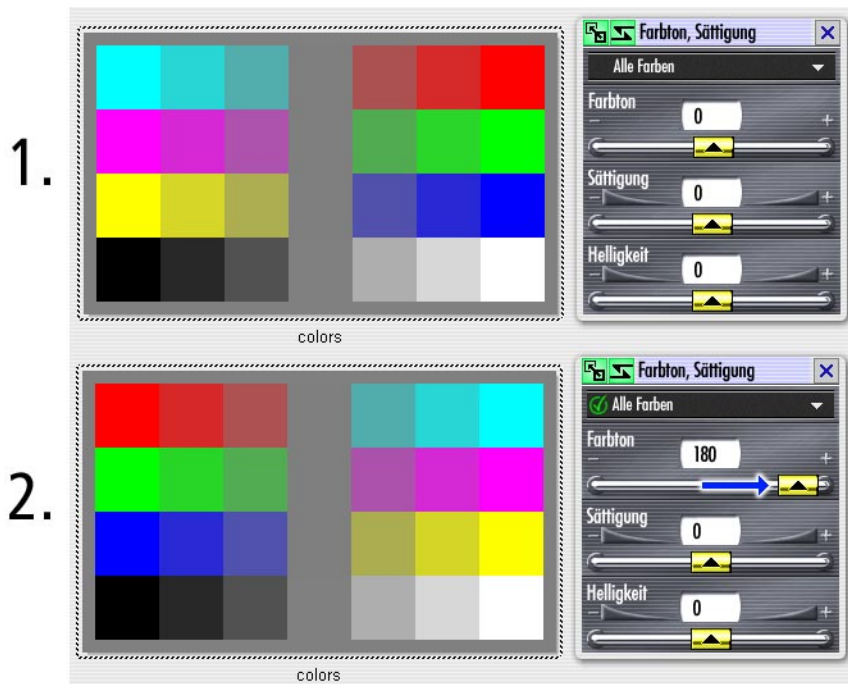 1.
Farbton, Sättigung
Alle Farben
Farbton
0
Sättigung
0
Helligkeit
0
colors
2.
Farbton, Sättigung
Alle Farben
Farbton
180
Sättigung
0
Helligkeit
0
colors